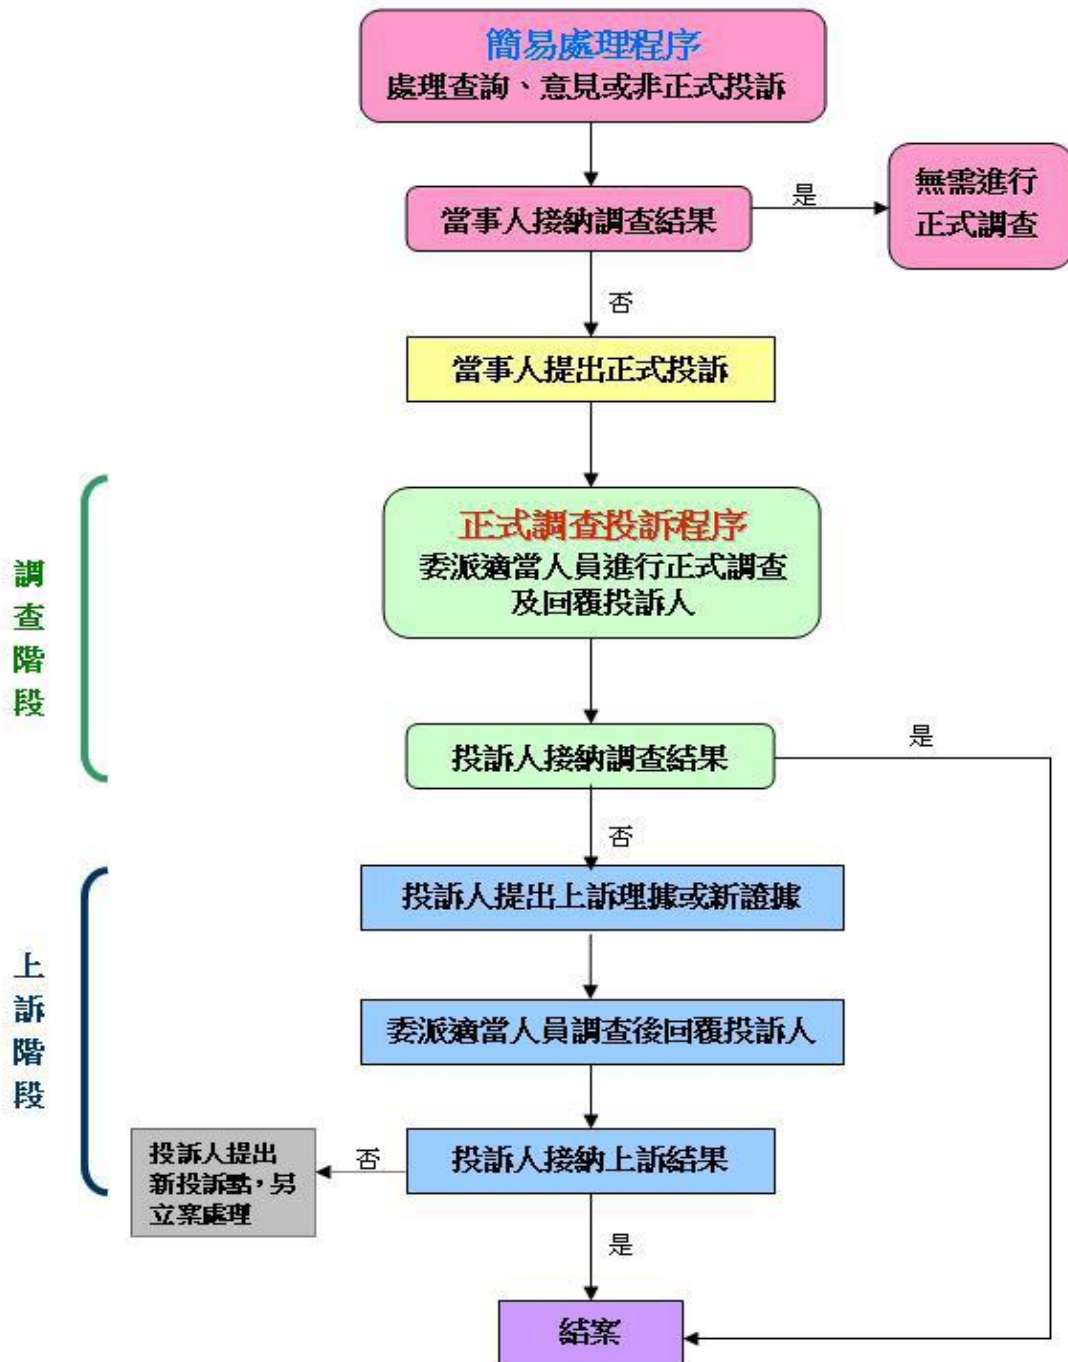 簡易處理程序
處理查詢、意見或非正式投訴
當事人接納調查結果
是
無需進行
正式調查
否
當事人提出正式投訴
調查階段
正式調查投訴程序
委派適當人員進行正式調查
及回覆投訴人
投訴人接納調查結果
是
否
上訴階段
投訴人提出上訴理據或新證據
委派適當人員調查後回覆投訴人
投訴人接納上訴結果
否
投訴人提出
新投訴點，另
立案處理
是
結案